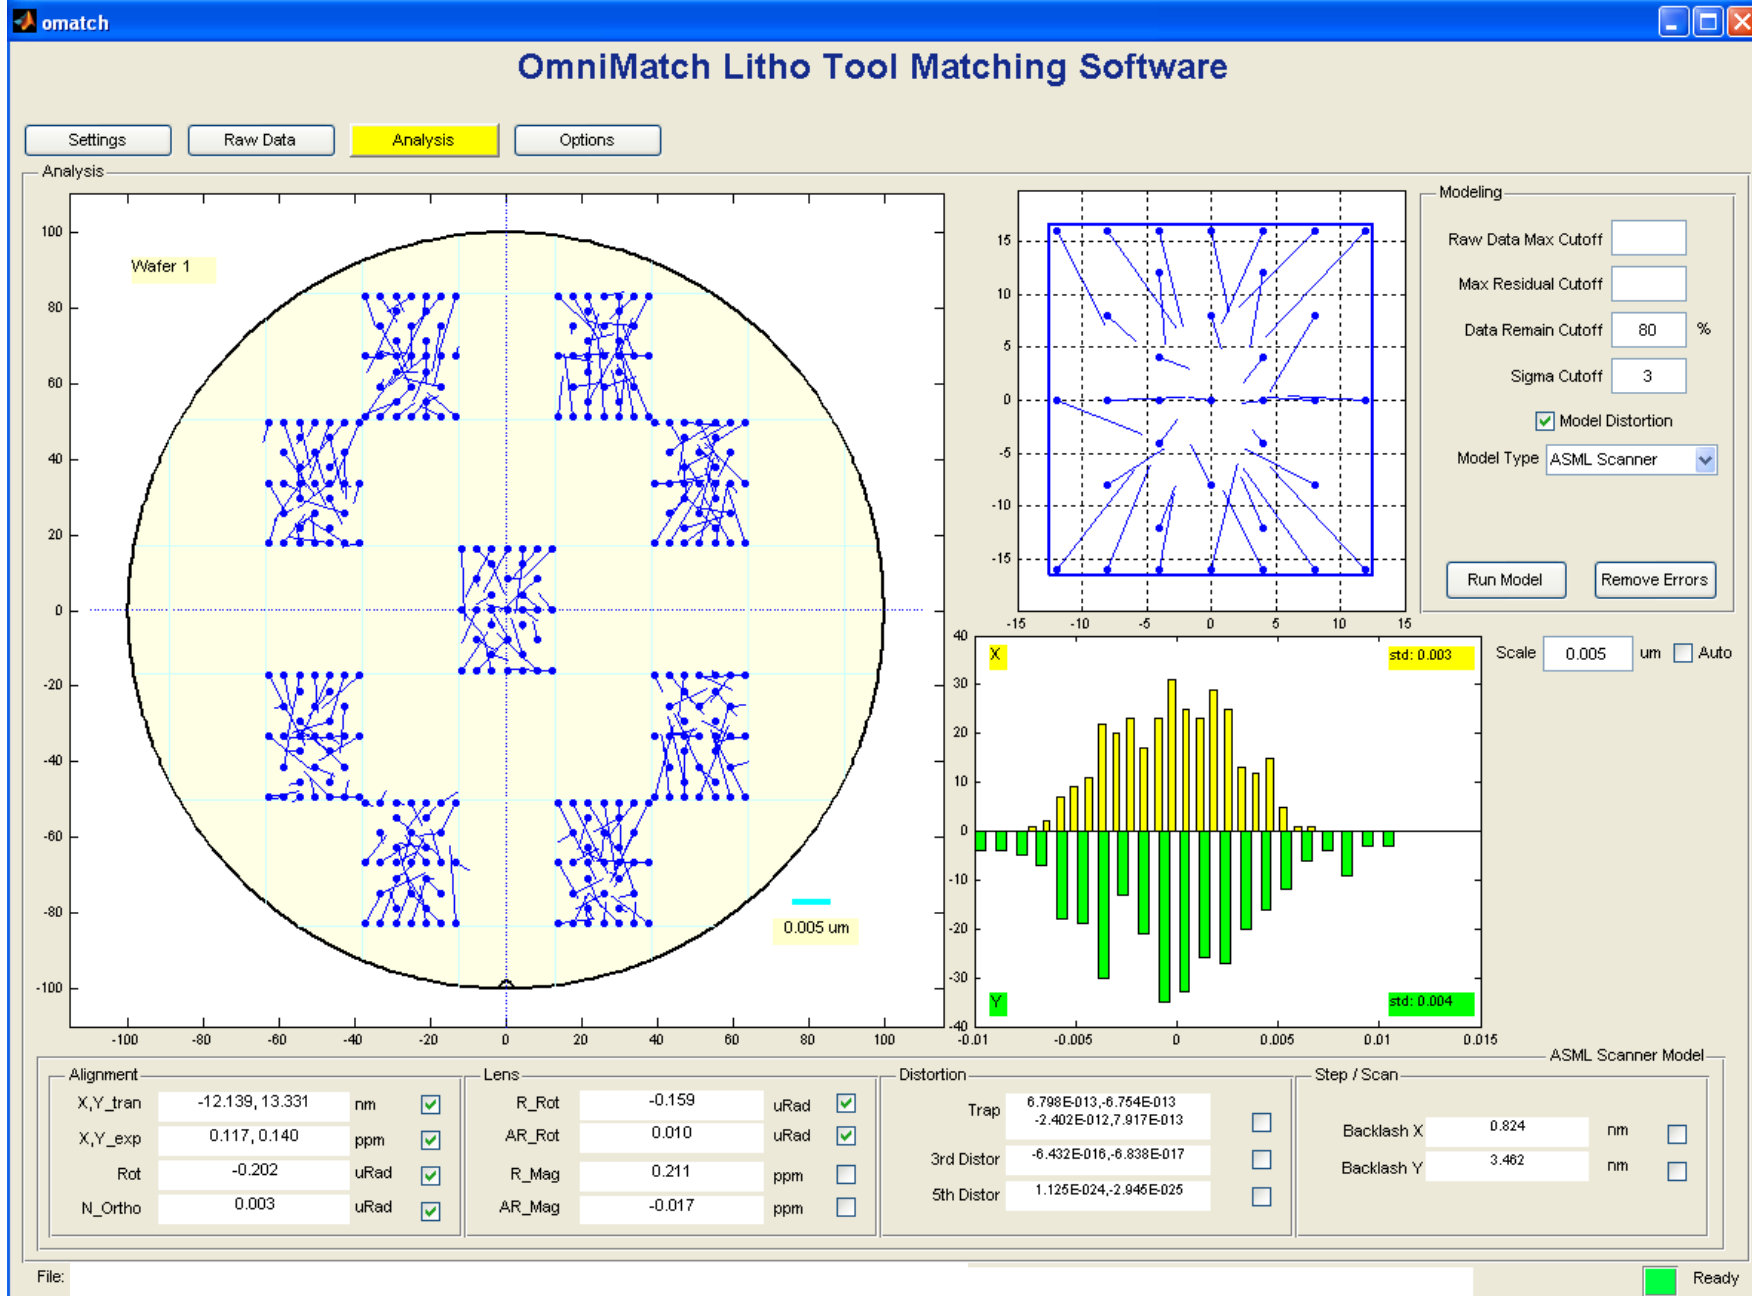 omatch
OmniMatch Litho Tool Matching Software
Settings
Raw Data
Analysis
Options
Analysis
Wafer 1
100
80
60
40
20
0
-20
-40
-60
-80
-100
-100 -80 -60 -40 -20 0 20 40 60 80 100
0.005 um
15
10
5
0
-5
-10
-15
-15 -10 -5 0 5 10 15
Modeling
Raw Data Max Cutoff
Max Residual Cutoff
Data Remain Cutoff 80 %
Sigma Cutoff 3
Model Distortion
Model Type ASML Scanner
Run Model
Remove Errors
Scale 0.005 um Auto
X
std: 0.003
40
30
20
10
0
-10
-20
-30
-40
Y
std: 0.004
-0.01 -0.005 0 0.005 0.01 0.015
ASML Scanner Model
Alignment
X,Y_tran -12.139, 13.331 nm
X,Y_exp 0.117, 0.140 ppm
Rot -0.202 uRad
N_Ortho 0.003 uRad
Lens
R_Rot -0.159 uRad
AR_Rot 0.010 uRad
R_Mag 0.211 ppm
AR_Mag -0.017 ppm
Distortion
Trap 6.798E-013,-6.754E-013
-2.402E-012,7.917E-013
3rd Distor -6.432E-016,-6.838E-017
5th Distor 1.125E-024,-2.945E-025
Step / Scan
Backlash X 0.824 nm
Backlash Y 3.462 nm
File:
Ready